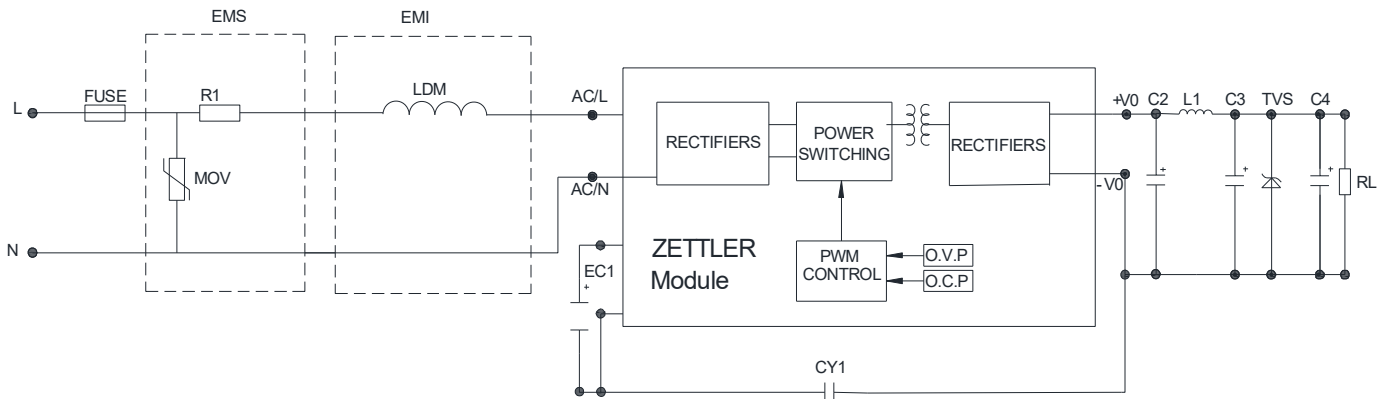 EMS
EMI
L
FUSE
R1
LDM
AC/L
MOV
AC/N
N
EC1
+
RECTIFIERS
POWER
SWITCHING
RECTIFIERS
ZETTLER
Module
PWM
CONTROL
O.V.P
O.C.P
+V0
C2
L1
C3
TVS
C4
-V0
+
+
+
RL
CY1